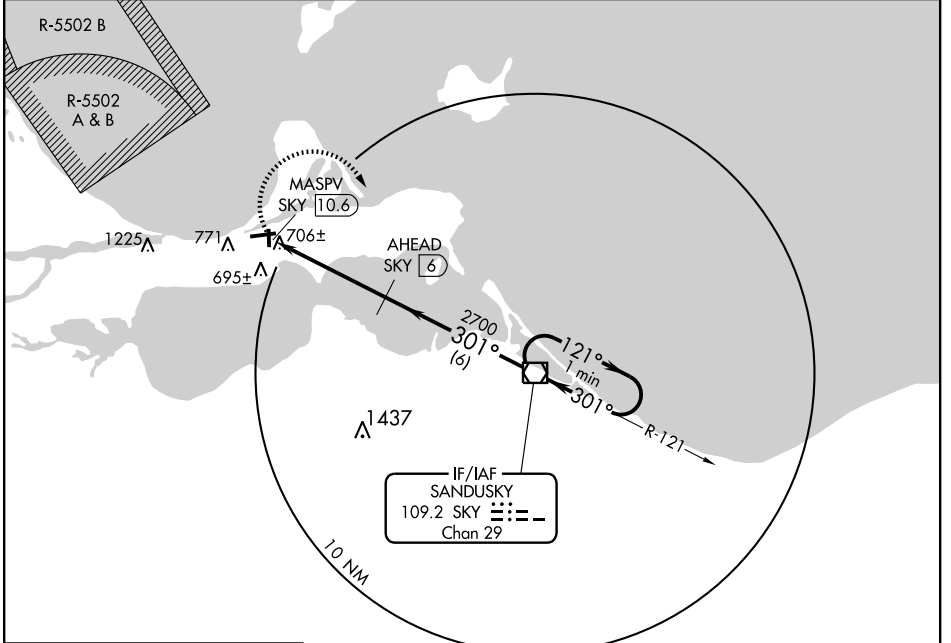 R-5502 B
R-5502
A & B
MASPV
SKY 10.6
1225
771
706±
695±
AHEAD
SKY 6
2700
301°
(6)
121°
1 min
301°
R-121
1437
IF/IAF
SANDUSKY
109.2 SKY
Chan 29
10 NM